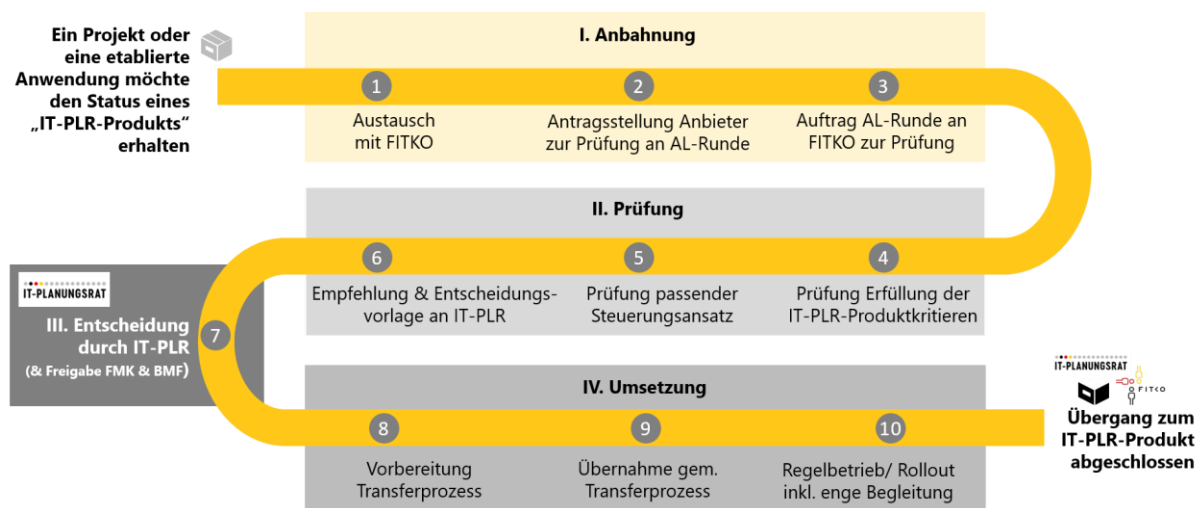 Ein Projekt oder
eine etablierte
Anwendung möchte
den Status eines
„IT-PLR-Produkts“
erhalten
I. Anbahnung
1
Austausch
mit FITKO
2
Antragsstellung Anbieter
zur Prüfung an AL-Runde
3
Auftrag AL-Runde an
FITKO zur Prüfung
II. Prüfung
4
Prüfung Erfüllung der
IT-PLR-Produktkritieren
5
Prüfung passender
Steuerungsansatz
6
Empfehlung & Entscheidungs-
vorlage an IT-PLR
IT-PLANUNGSRAT
III. Entscheidung
durch IT-PLR
(& Freigabe FMK & BMF)
7
IV. Umsetzung
8
Vorbereitung
Transferprozess
9
Übernahme gem.
Transferprozess
10
Regelbetrieb/ Rollout
inkl. enge Begleitung
IT-PLANUNGSRAT
FITKO
Übergang zum
IT-PLR-Produkt
abgeschlossen